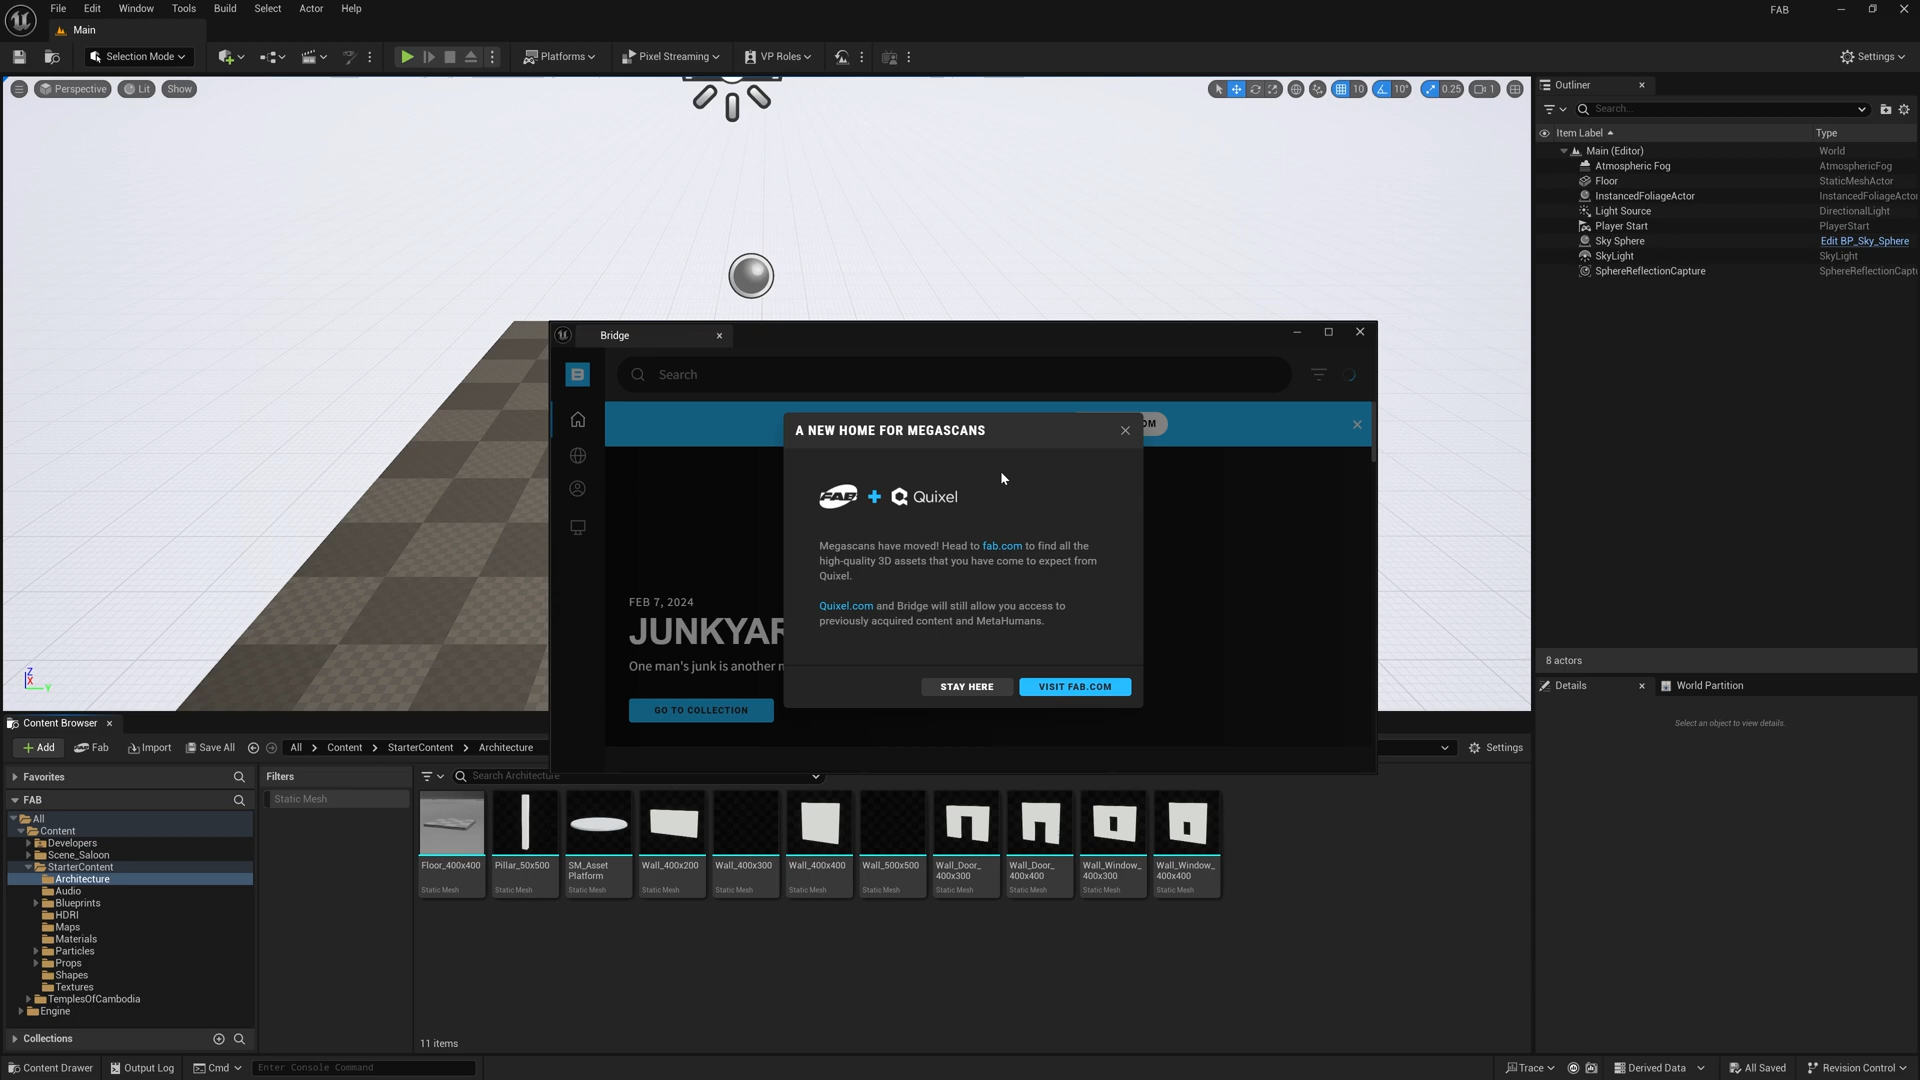 File Edit Window Tools Build Select Actor Help FAB
Main
Selection Mode Platforms Pixel Streaming VP Roles Settings
Perspective Lit Show 10 10° 0.25 1
Outliner
Search...
Item Label Type
Main (Editor) World
Atmospheric Fog AtmosphericFog
Floor StaticMeshActor
InstancedFoliageActor InstancedFoliageActo
Light Source DirectionalLight
Player Start PlayerStart
Sky Sphere Edit BP_Sky_Sphere
SkyLight SkyLight
SphereReflectionCapture SphereReflectionCaptu
8 actors
Details World Partition
Select an object to view details.
Bridge
Search
OM
A NEW HOME FOR MEGASCANS
FAB + Quixel
Megascans have moved! Head to fab.com to find all the
high-quality 3D assets that you have come to expect from
Quixel.
Quixel.com and Bridge will still allow you access to
previously acquired content and MetaHumans.
STAY HERE VISIT FAB.COM
FEB 7, 2024
JUNKYAR
One man's junk is another
GO TO COLLECTION
Content Browser
Add Fab Import Save All All Content StarterContent Architecture Settings
Favorites
FAB
All
Content
Developers
Scene_Saloon
StarterContent
Architecture
Audio
Blueprints
HDRI
Maps
Materials
Particles
Props
Shapes
Textures
TemplesOfCambodia
Engine
Collections
Filters
Static Mesh
Search Architecture
Floor_400x400
Static Mesh
Pillar_50x500
Static Mesh
SM_Asset
Platform
Static Mesh
Wall_400x200
Static Mesh
Wall_400x300
Static Mesh
Wall_400x400
Static Mesh
Wall_500x500
Static Mesh
Wall_Door_
400x300
Static Mesh
Wall_Door_
400x400
Static Mesh
Wall_Window_
400x300
Static Mesh
Wall_Window_
400x400
Static Mesh
11 items
Content Drawer Output Log Cmd Enter Console Command Trace Derived Data All Saved Revision Control
X
Y
Z